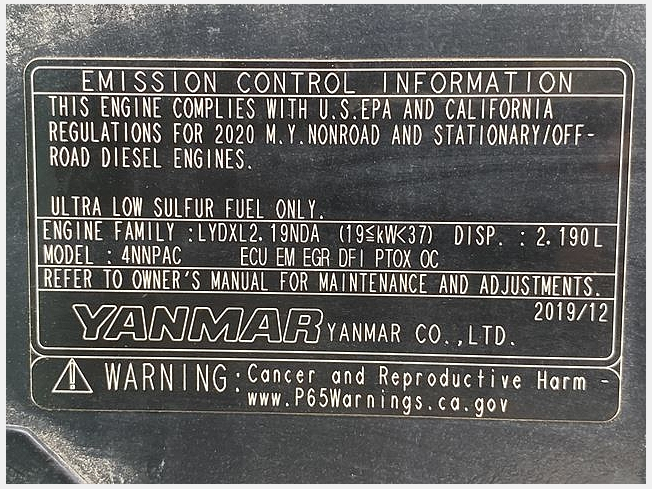 EMISSION CONTROL INFORMATION
THIS ENGINE COMPLIES WITH U.S.EPA AND CALIFORNIA
REGULATIONS FOR 2020 M.Y.NONROAD AND STATIONARY/OFF-
ROAD DIESEL ENGINES.
ULTRA LOW SULFUR FUEL ONLY.
ENGINE FAMILY :LYDXL2.19NDA (19≦kW<37) DISP. : 2.190L
MODEL : 4NNPAC ECU EM EGR DFI PTOX OC
REFER TO OWNER'S MANUAL FOR MAINTENANCE AND ADJUSTMENTS.
2019/12
YANMAR YANMAR CO.,LTD.
WARNING:Cancer and Reproductive Harm -
www.P65Warnings.ca.gov